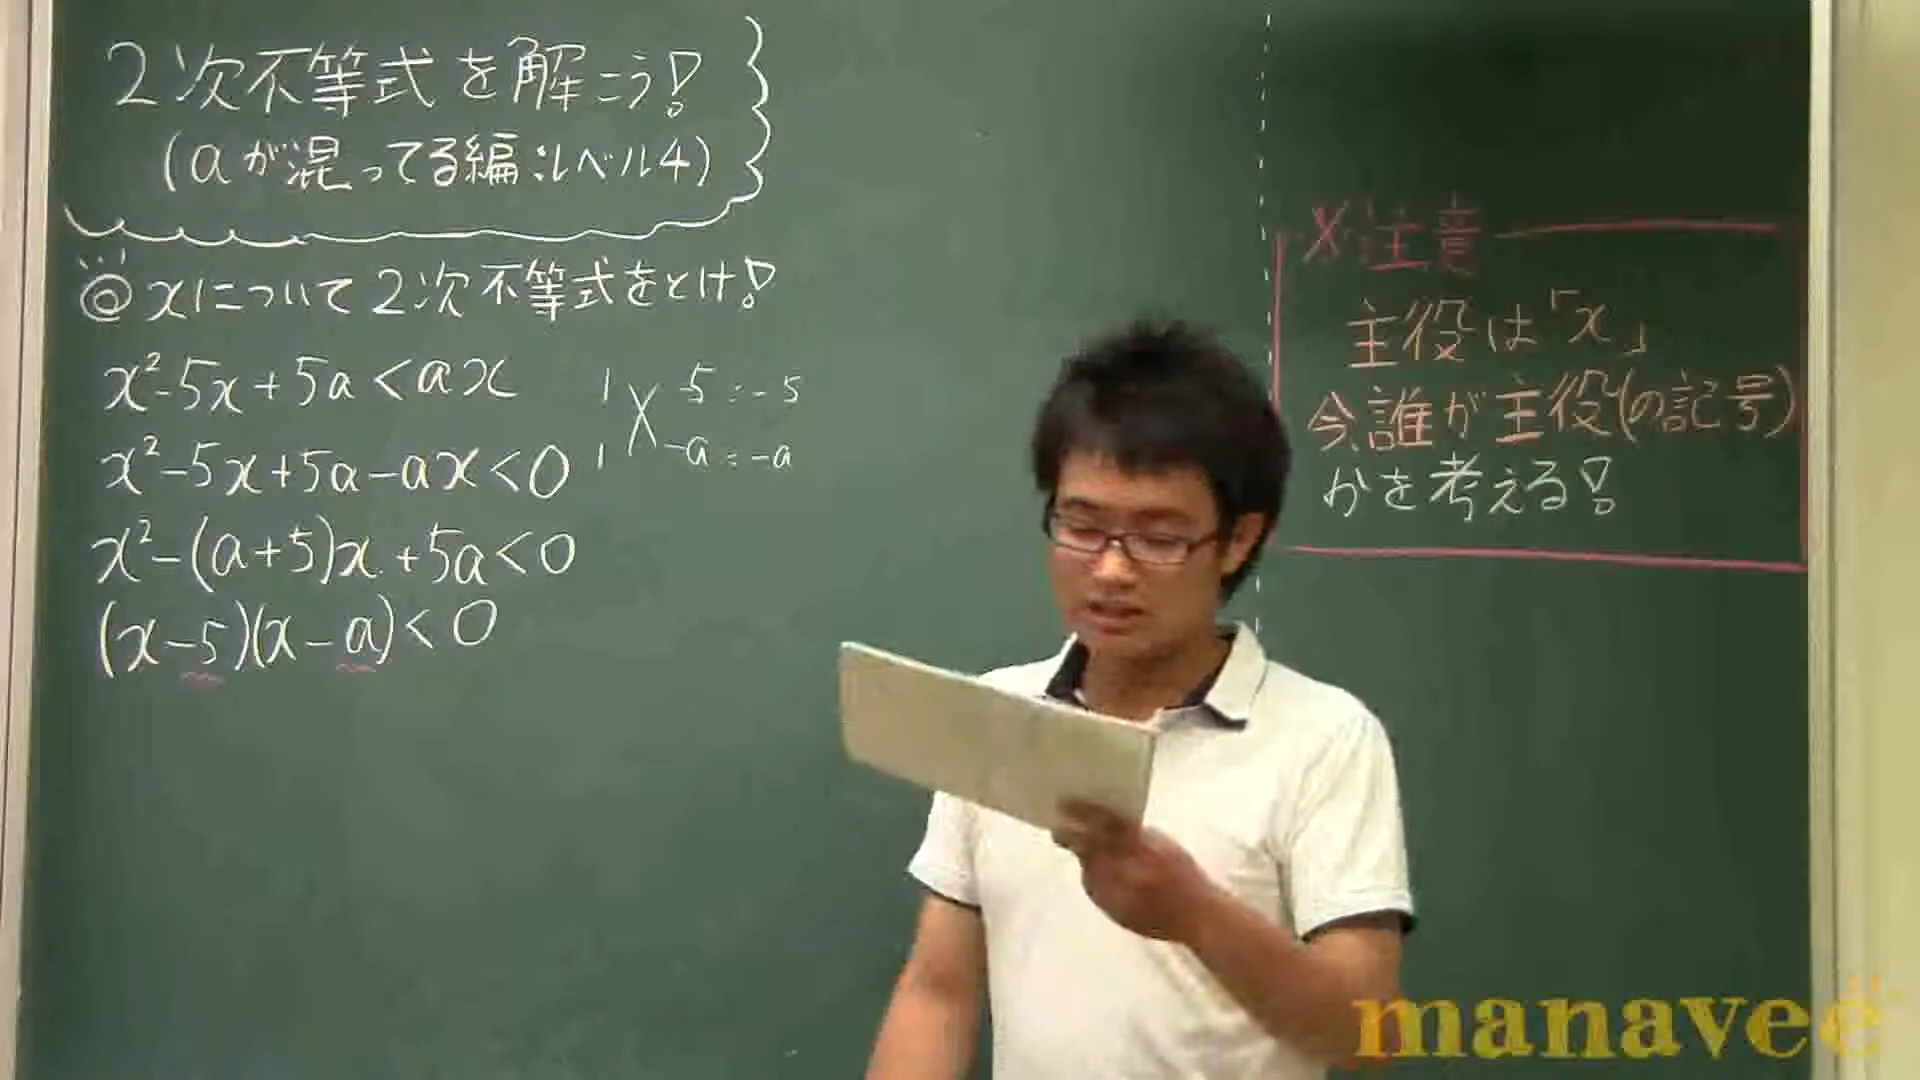 2次不等式を解こう!
(aが混ってる編:レベル4)
@ xについて2次不等式をとけ!
x²-5x+5a<ax
x²-5x+5a-ax<0
x²-(a+5)x+5a<0
(x-5)(x-a)<0
1 -5 : -5
1 -a : -a
※注意
主役は「x」
今、誰が主役(の記号)
かを考える!
manavee